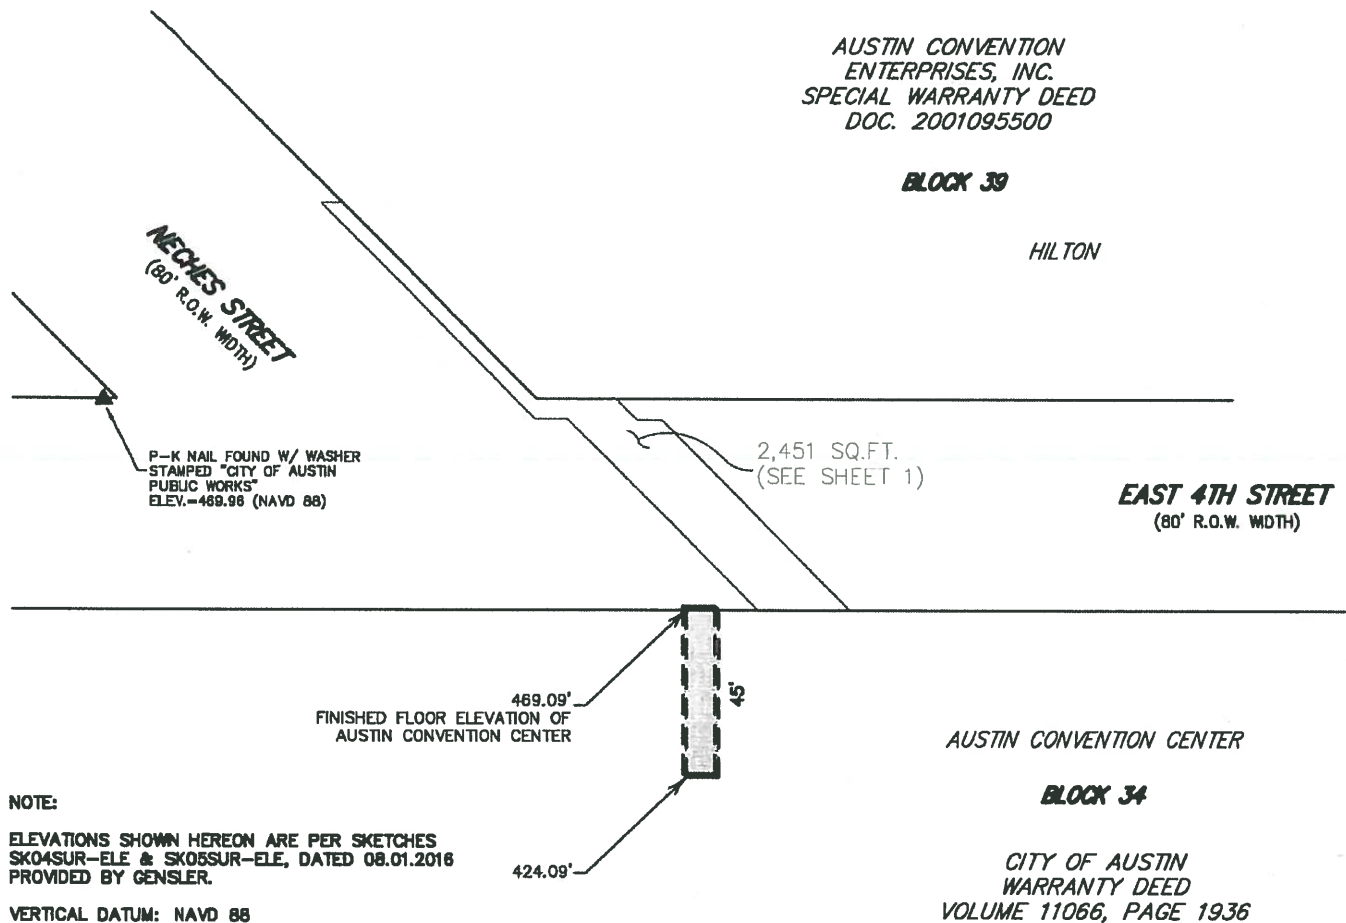 AUSTIN CONVENTION
ENTERPRISES, INC.
SPECIAL WARRANTY DEED
DOC. 2001095500
BLOCK 39
HILTON
NECHES STREET
(80' R.O.W. WIDTH)
P-K NAIL FOUND W/ WASHER
STAMPED "CITY OF AUSTIN
PUBLIC WORKS"
ELEV.=469.96 (NAVD 88)
2,451 SQ.FT.
(SEE SHEET 1)
EAST 4TH STREET
(80' R.O.W. WIDTH)
469.09'
FINISHED FLOOR ELEVATION OF
AUSTIN CONVENTION CENTER
45'
AUSTIN CONVENTION CENTER
BLOCK 34
NOTE:
ELEVATIONS SHOWN HEREON ARE PER SKETCHES
SK04SUR-ELE & SK05SUR-ELE, DATED 08.01.2016
PROVIDED BY GENSLER.
424.09'
CITY OF AUSTIN
WARRANTY DEED
VOLUME 11066, PAGE 1936
VERTICAL DATUM: NAVD 88